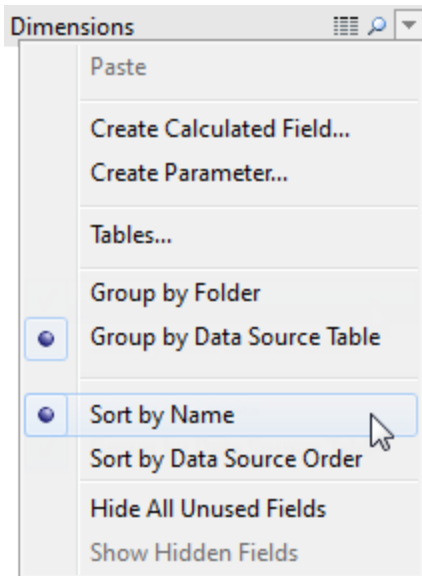 Dimensions
Paste
Create Calculated Field...
Create Parameter...
Tables...
Group by Folder
Group by Data Source Table
Sort by Name
Sort by Data Source Order
Hide All Unused Fields
Show Hidden Fields